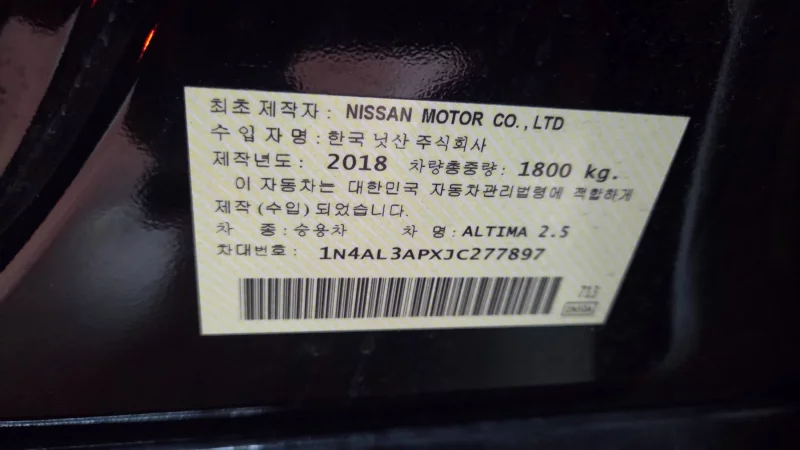 최초 제작자 : NISSAN MOTOR CO.,LTD
수 입 자 명 : 한국 닛산 주식회사
제작년도 : 2018 차량총중량 : 1800 kg.
이 자동차는 대한민국 자동차관리법령에 적합하게
제작 (수입) 되었습니다.
차 종 : 승용차 차 명 : ALTIMA 2.5
차대번호 : 1N4AL3APXJC277897
713